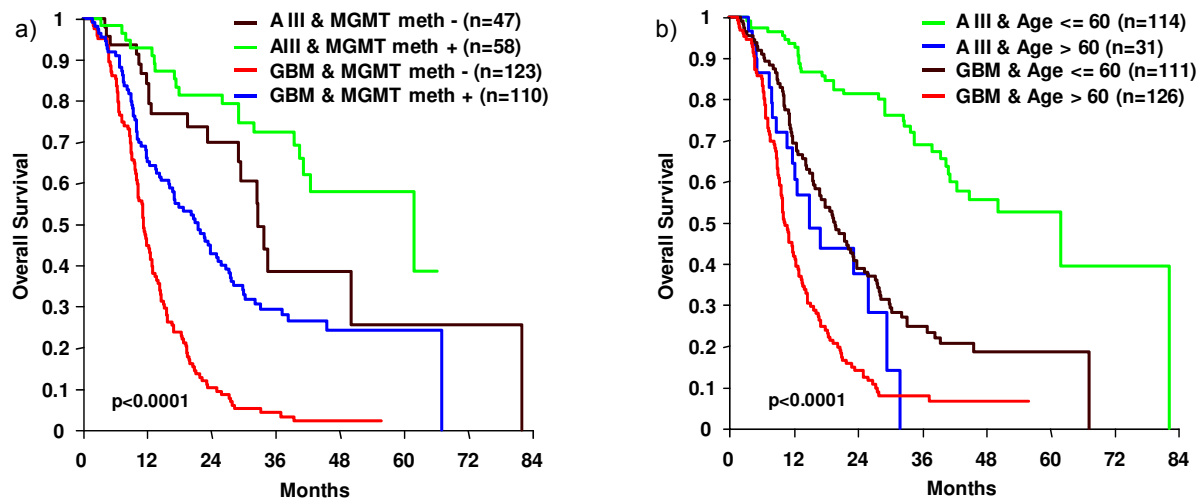 a)
A III & MGMT meth - (n=47)
AIII & MGMT meth + (n=58)
GBM & MGMT meth - (n=123)
GBM & MGMT meth + (n=110)
Overall Survival
1
0.9
0.8
0.7
0.6
0.5
0.4
0.3
0.2
0.1
0
p<0.0001
0 12 24 36 48 60 72 84
Months
b)
A III & Age <= 60 (n=114)
A III & Age > 60 (n=31)
GBM & Age <= 60 (n=111)
GBM & Age > 60 (n=126)
Overall Survival
1
0.9
0.8
0.7
0.6
0.5
0.4
0.3
0.2
0.1
0
p<0.0001
0 12 24 36 48 60 72 84
Months